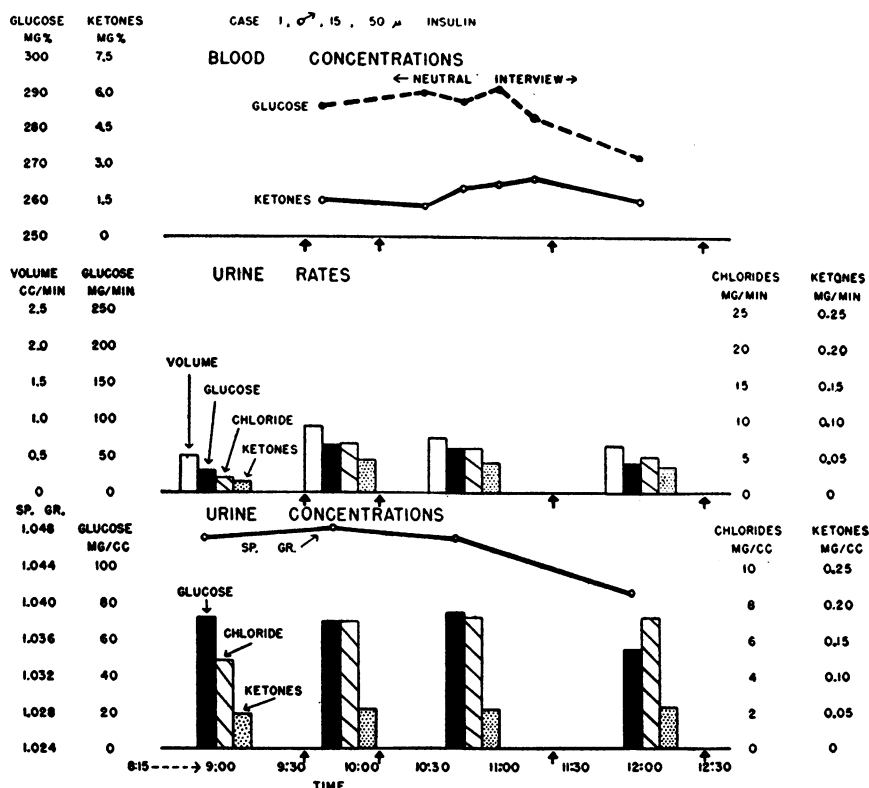 CASE 1, ♂, 15, 50 µ INSULIN
GLUCOSE KETONES
MG% MG%
BLOOD CONCENTRATIONS
300 7.5
← NEUTRAL INTERVIEW →
290 6.0
GLUCOSE
280 4.5
270 3.0
KETONES
260 1.5
250 0
URINE RATES
VOLUME GLUCOSE CHLORIDES KETONES
CC/MIN MG/MIN MG/MIN MG/MIN
2.5 250 25 0.25
2.0 200 20 0.20
VOLUME
1.5 150 15 0.15
GLUCOSE
1.0 100 10 0.10
CHLORIDE
KETONES
0.5 50 5 0.05
0 0 0 0
SP. GR. URINE CONCENTRATIONS
1.048 GLUCOSE CHLORIDES KETONES
MG/CC MG/CC MG/CC
SP. GR.
1.044 100 10 0.25
GLUCOSE
1.040 80 8 0.20
CHLORIDE
1.036 60 6 0.15
1.032 40 4 0.10
KETONES
1.028 20 2 0.05
1.024 0 0 0
8:15----→9:00 9:30 10:00 10:30 11:00 11:30 12:00 12:30
TIME